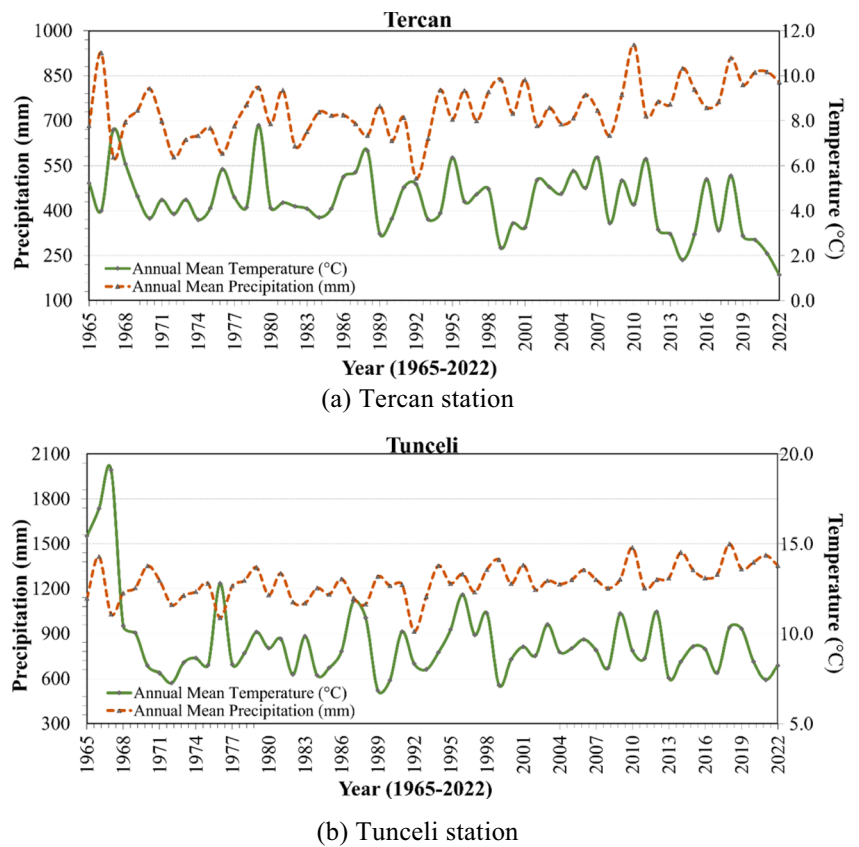 Tercan
1000
850
700
550
400
250
100
Precipitation (mm)
12.0
10.0
8.0
6.0
4.0
2.0
0.0
Temperature (°C)
Annual Mean Temperature (°C)
Annual Mean Precipitation (mm)
1965 1968 1971 1974 1977 1980 1983 1986 1989 1992 1995 1998 2001 2004 2007 2010 2013 2016 2019 2022
Year (1965-2022)
(a) Tercan station
Tunceli
2100
1800
1500
1200
900
600
300
Precipitation (mm)
20.0
15.0
10.0
5.0
Temperature (°C)
Annual Mean Temperature (°C)
Annual Mean Precipitation (mm)
1965 1968 1971 1974 1977 1980 1983 1986 1989 1992 1995 1998 2001 2004 2007 2010 2013 2016 2019 2022
Year (1965-2022)
(b) Tunceli station